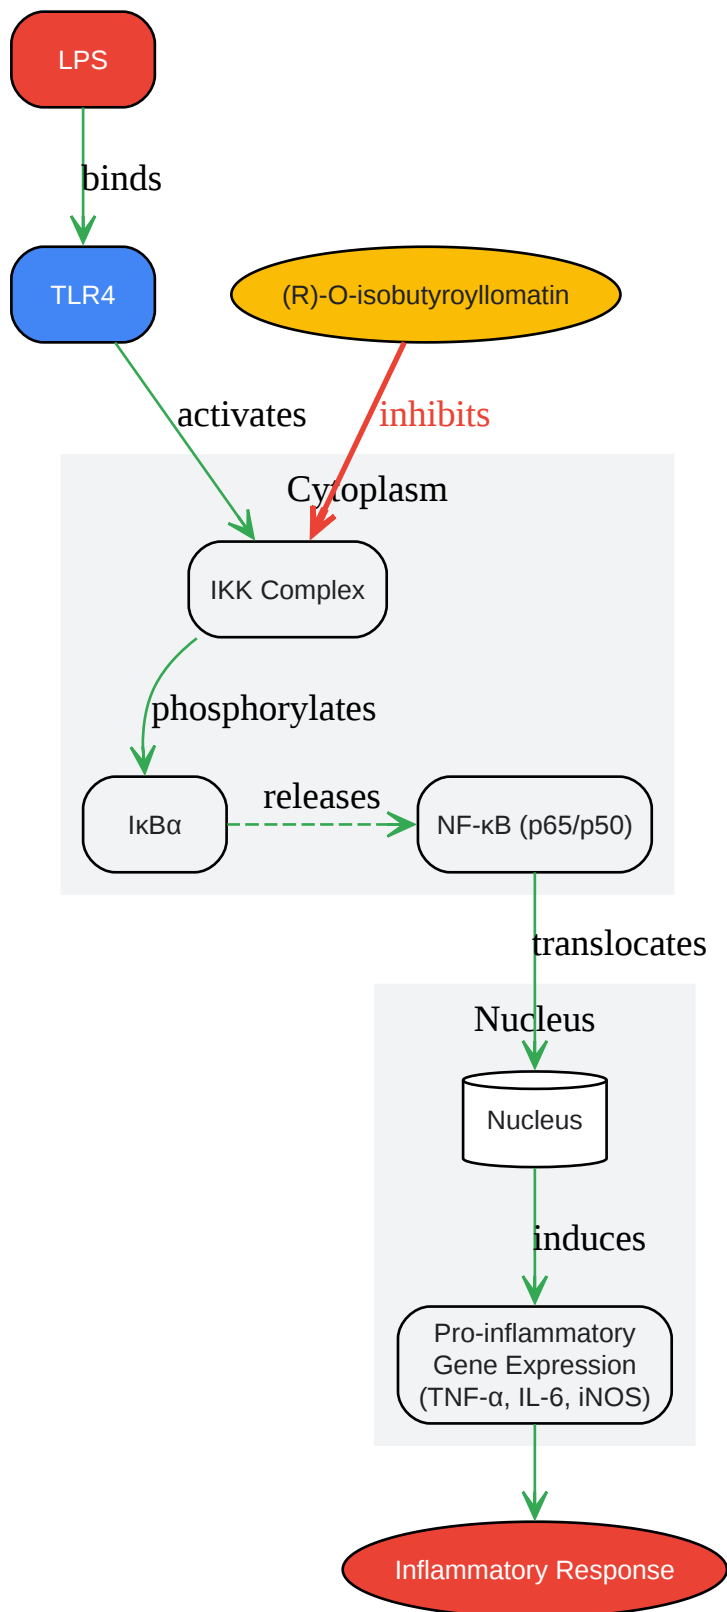 LPS
binds
TLR4
(R)-O-isobutyroyllomatin
activates
inhibits
Cytoplasm
IKK Complex
phosphorylates
releases
IκBα
NF-κB (p65/p50)
translocates
Nucleus
Nucleus
induces
Pro-inflammatory
Gene Expression
(TNF-α, IL-6, iNOS)
Inflammatory Response